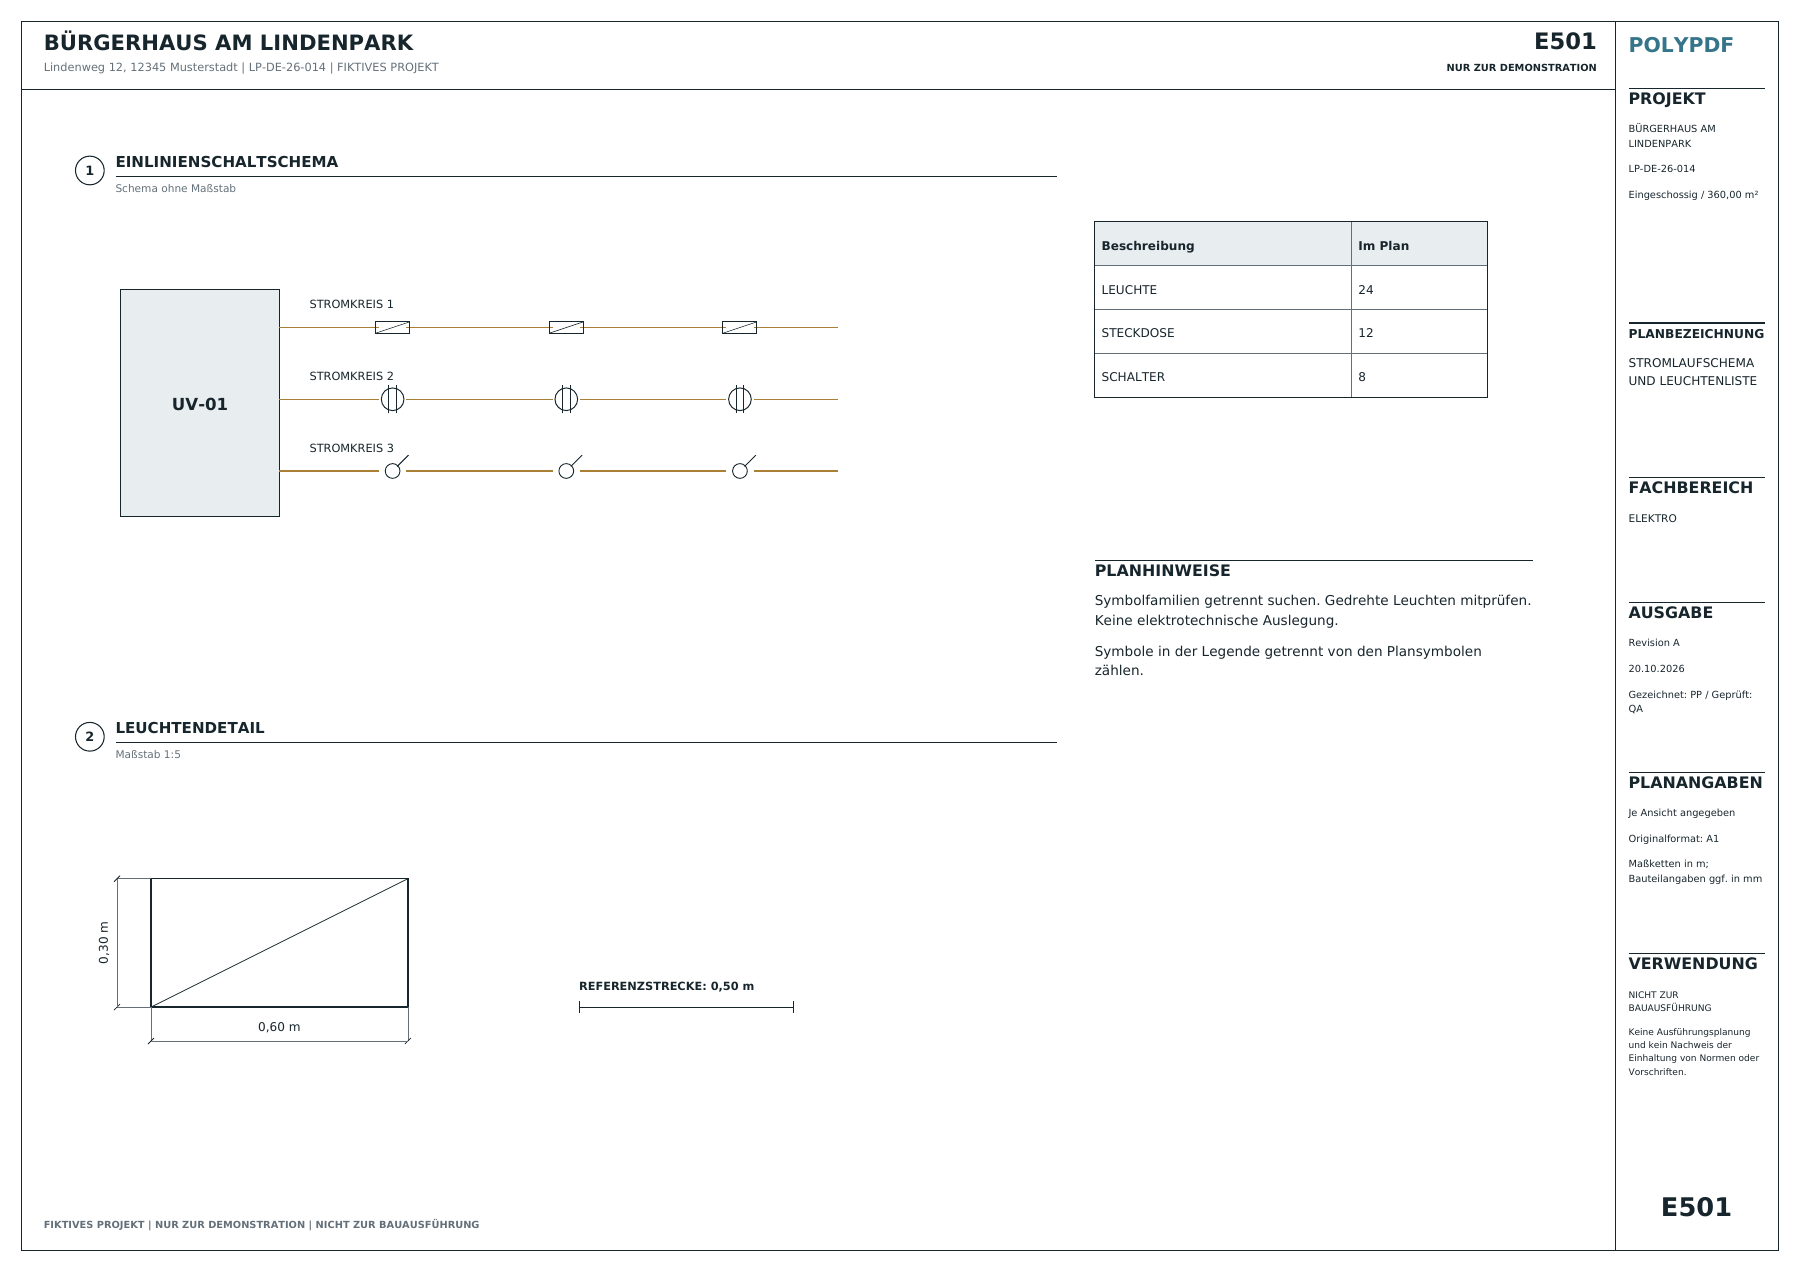 BÜRGERHAUS AM LINDENPARK
Lindenweg 12, 12345 Musterstadt | LP-DE-26-014 | FIKTIVES PROJEKT
E501
NUR ZUR DEMONSTRATION
1
EINLINIENSCHALTSCHEMA
Schema ohne Maßstab
UV-01
STROMKREIS 1
STROMKREIS 2
STROMKREIS 3
Beschreibung Im Plan
LEUCHTE 24
STECKDOSE 12
SCHALTER 8
PLANHINWEISE
Symbolfamilien getrennt suchen. Gedrehte Leuchten mitprüfen.
Keine elektrotechnische Auslegung.
Symbole in der Legende getrennt von den Plansymbolen
zählen.
2
LEUCHTENDETAIL
Maßstab 1:5
0,30 m
0,60 m
REFERENZSTRECKE: 0,50 m
FIKTIVES PROJEKT | NUR ZUR DEMONSTRATION | NICHT ZUR BAUAUSFÜHRUNG
POLYPDF
PROJEKT
BÜRGERHAUS AM
LINDENPARK
LP-DE-26-014
Eingeschossig / 360,00 m²
PLANBEZEICHNUNG
STROMLAUFSCHEMA
UND LEUCHTENLISTE
FACHBEREICH
ELEKTRO
AUSGABE
Revision A
20.10.2026
Gezeichnet: PP / Geprüft:
QA
PLANANGABEN
Je Ansicht angegeben
Originalformat: A1
Maßketten in m;
Bauteilangaben ggf. in mm
VERWENDUNG
NICHT ZUR
BAUAUSFÜHRUNG
Keine Ausführungsplanung
und kein Nachweis der
Einhaltung von Normen oder
Vorschriften.
E501